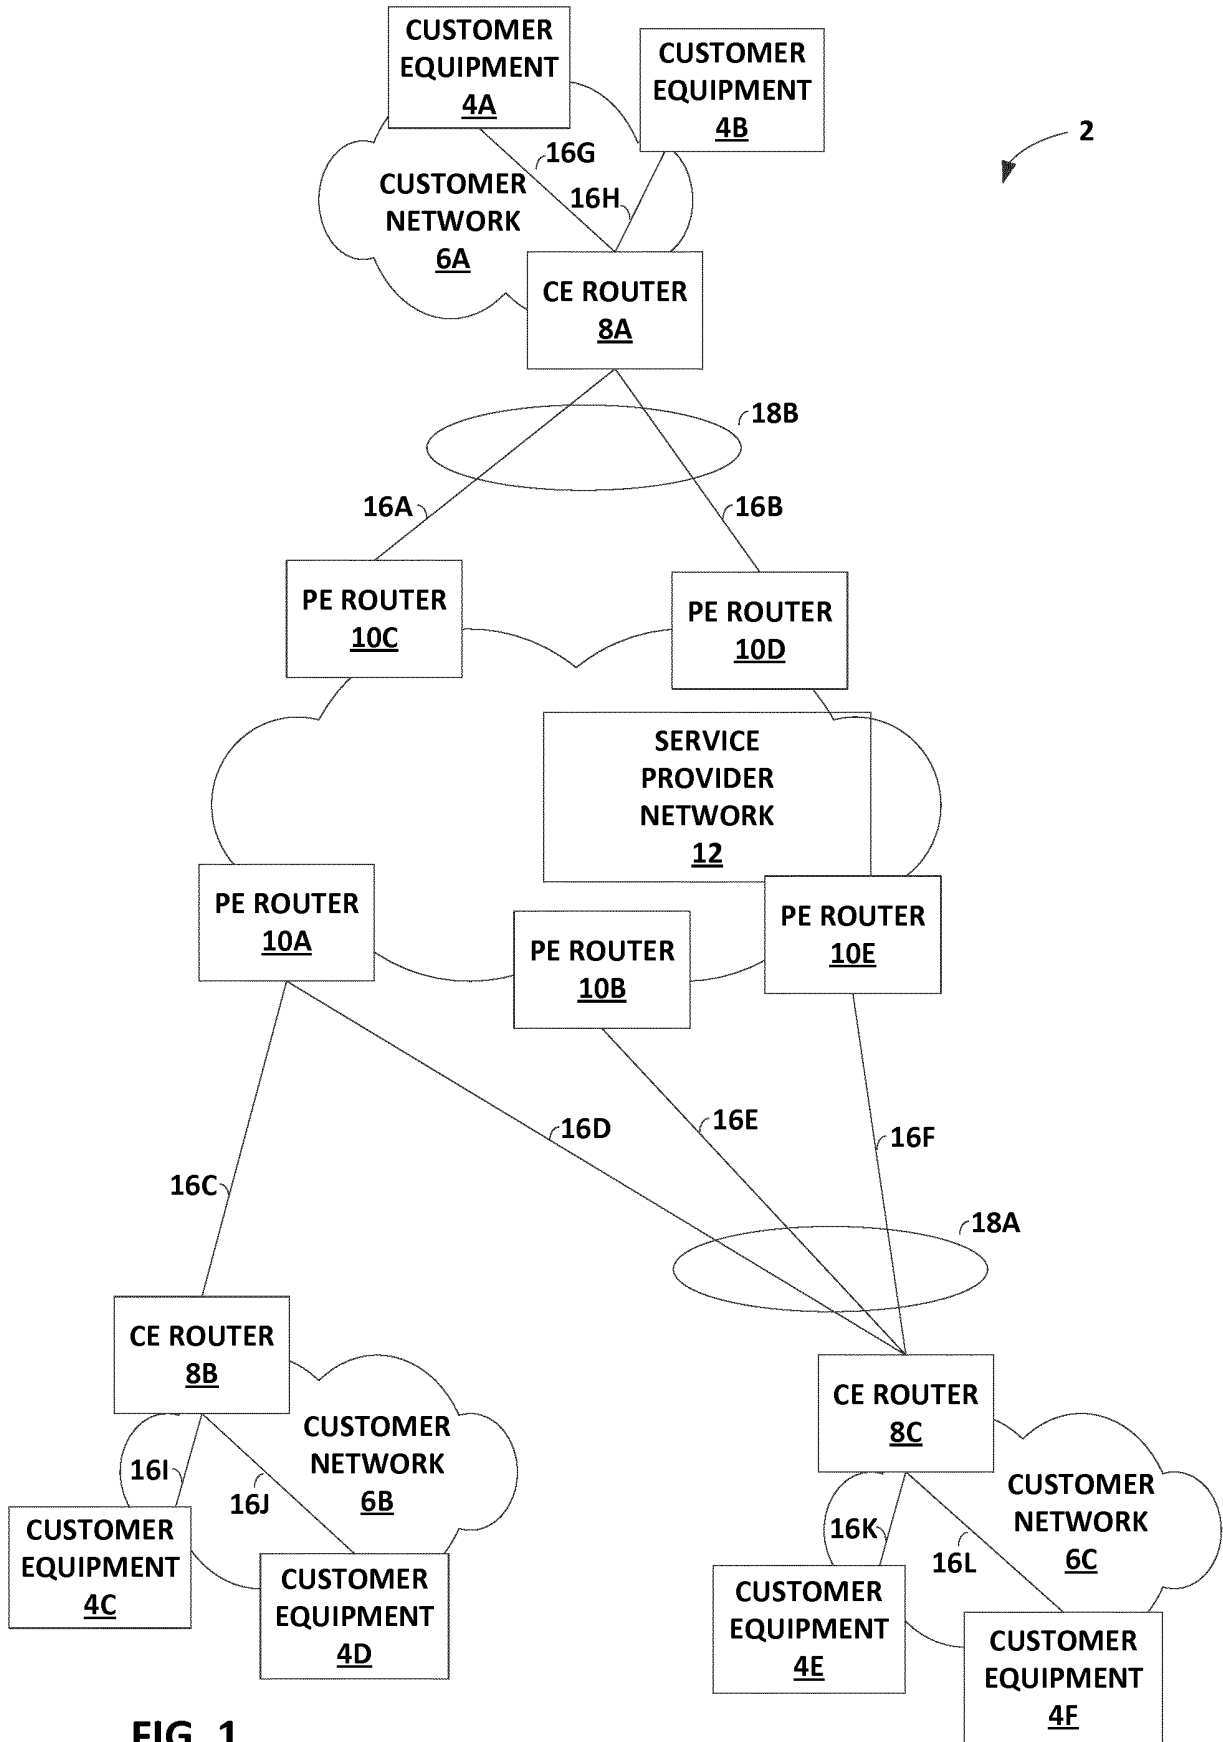 CUSTOMER
EQUIPMENT
4A
CUSTOMER
EQUIPMENT
4B
2
16G
CUSTOMER
NETWORK
6A
16H
CE ROUTER
8A
18B
16A
16B
PE ROUTER
10C
PE ROUTER
10D
SERVICE
PROVIDER
NETWORK
12
PE ROUTER
10A
PE ROUTER
10B
PE ROUTER
10E
16D
16E
16F
16C
18A
CE ROUTER
8B
CUSTOMER
NETWORK
6B
CE ROUTER
8C
16I
16J
CUSTOMER
NETWORK
6C
16K
16L
CUSTOMER
EQUIPMENT
4C
CUSTOMER
EQUIPMENT
4D
CUSTOMER
EQUIPMENT
4E
CUSTOMER
EQUIPMENT
4F
FIG. 1